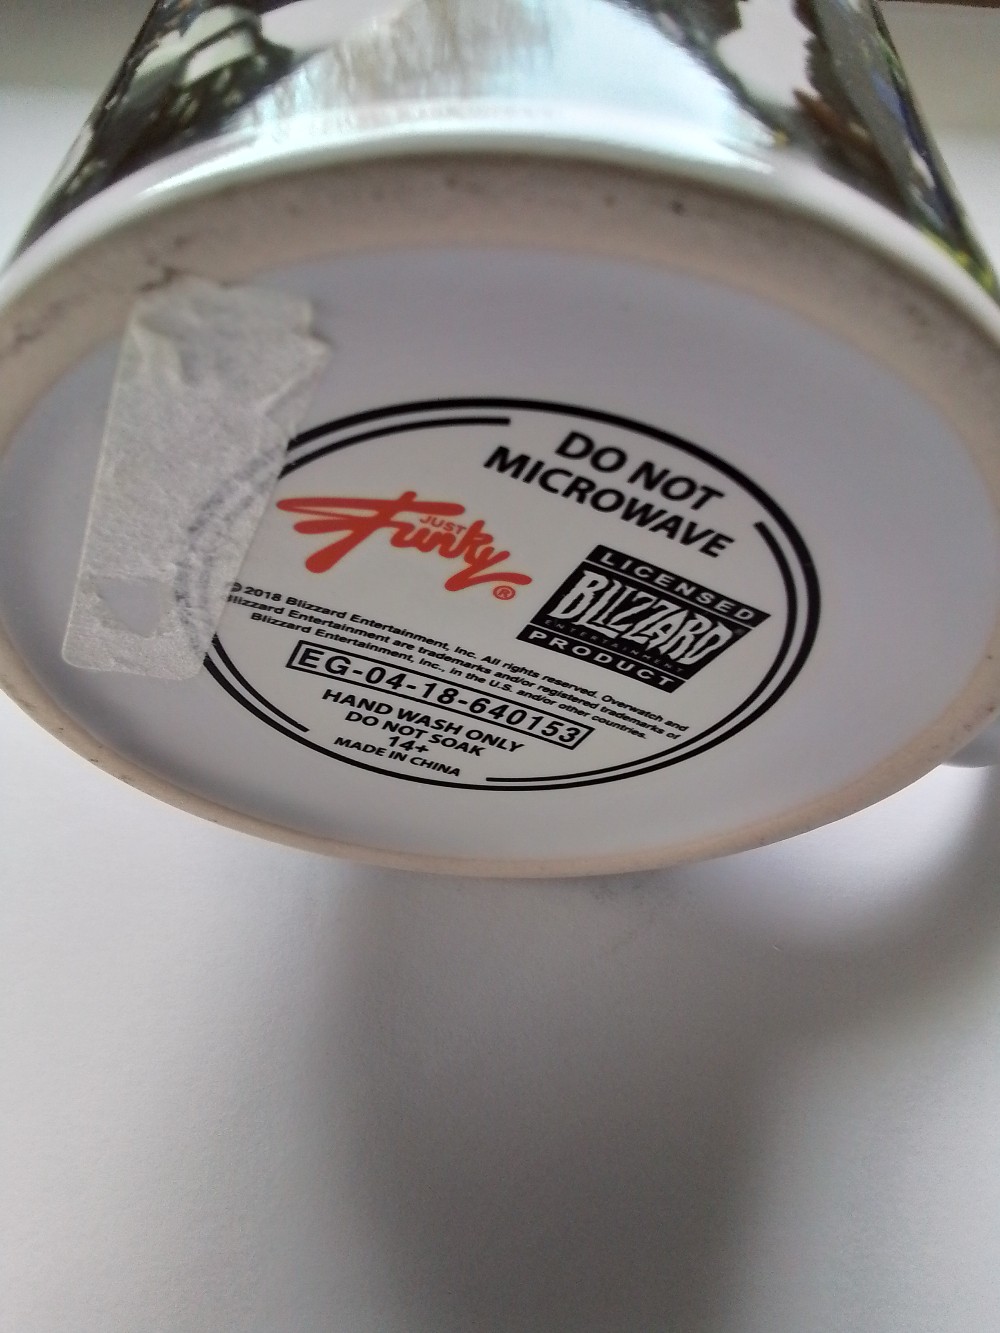 DO NOT
MICROWAVE
JUST
Funky®
LICENSED
BLIZZARD®
ENTERTAINMENT
PRODUCT
© 2018 Blizzard Entertainment, Inc. All rights reserved. Overwatch and
Blizzard Entertainment are trademarks and/or registered trademarks of
Blizzard Entertainment, Inc., in the U.S. and/or other countries.
EG-04-18-640153
HAND WASH ONLY
DO NOT SOAK
14+
MADE IN CHINA